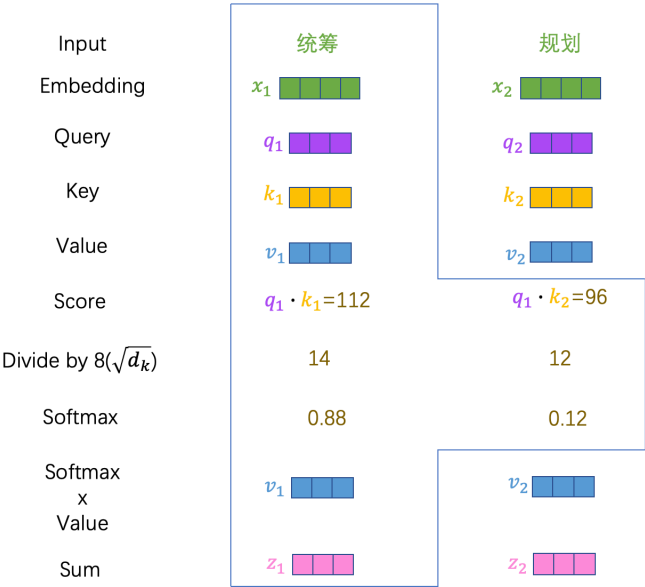 Input 统筹 规划
Embedding x₁ x₂
Query q₁ q₂
Key k₁ k₂
Value v₁ v₂
Score q₁ · k₁=112 q₁ · k₂=96
Divide by 8(√dₖ) 14 12
Softmax 0.88 0.12
Softmax
x
Value v₁ v₂
Sum z₁ z₂